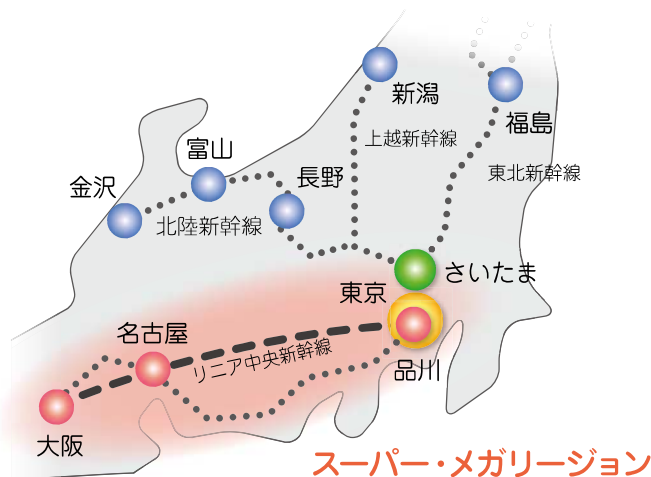 新潟
福島
上越新幹線
富山
東北新幹線
長野
金沢
北陸新幹線
さいたま
東京
名古屋
リニア中央新幹線
品川
大阪
スーパー・メガリージョン